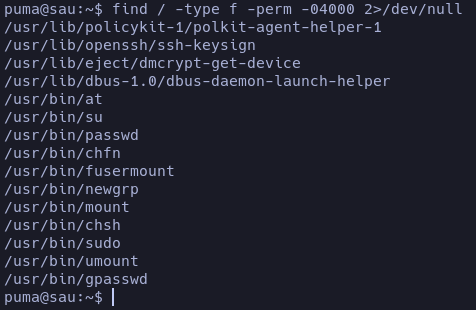 puma@sau:~$ find / -type f -perm -04000 2>/dev/null
/usr/lib/policykit-1/polkit-agent-helper-1
/usr/lib/openssh/ssh-keysign
/usr/lib/eject/dmcrypt-get-device
/usr/lib/dbus-1.0/dbus-daemon-launch-helper
/usr/bin/at
/usr/bin/su
/usr/bin/passwd
/usr/bin/chfn
/usr/bin/fusermount
/usr/bin/newgrp
/usr/bin/mount
/usr/bin/chsh
/usr/bin/sudo
/usr/bin/umount
/usr/bin/gpasswd
puma@sau:~$